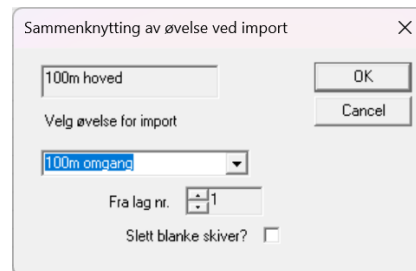 Sammenknytting av øvelse ved import
100m hoved
OK
Velg øvelse for import
Cancel
100m omgang
Fra lag nr.
1
Slett blanke skiver?